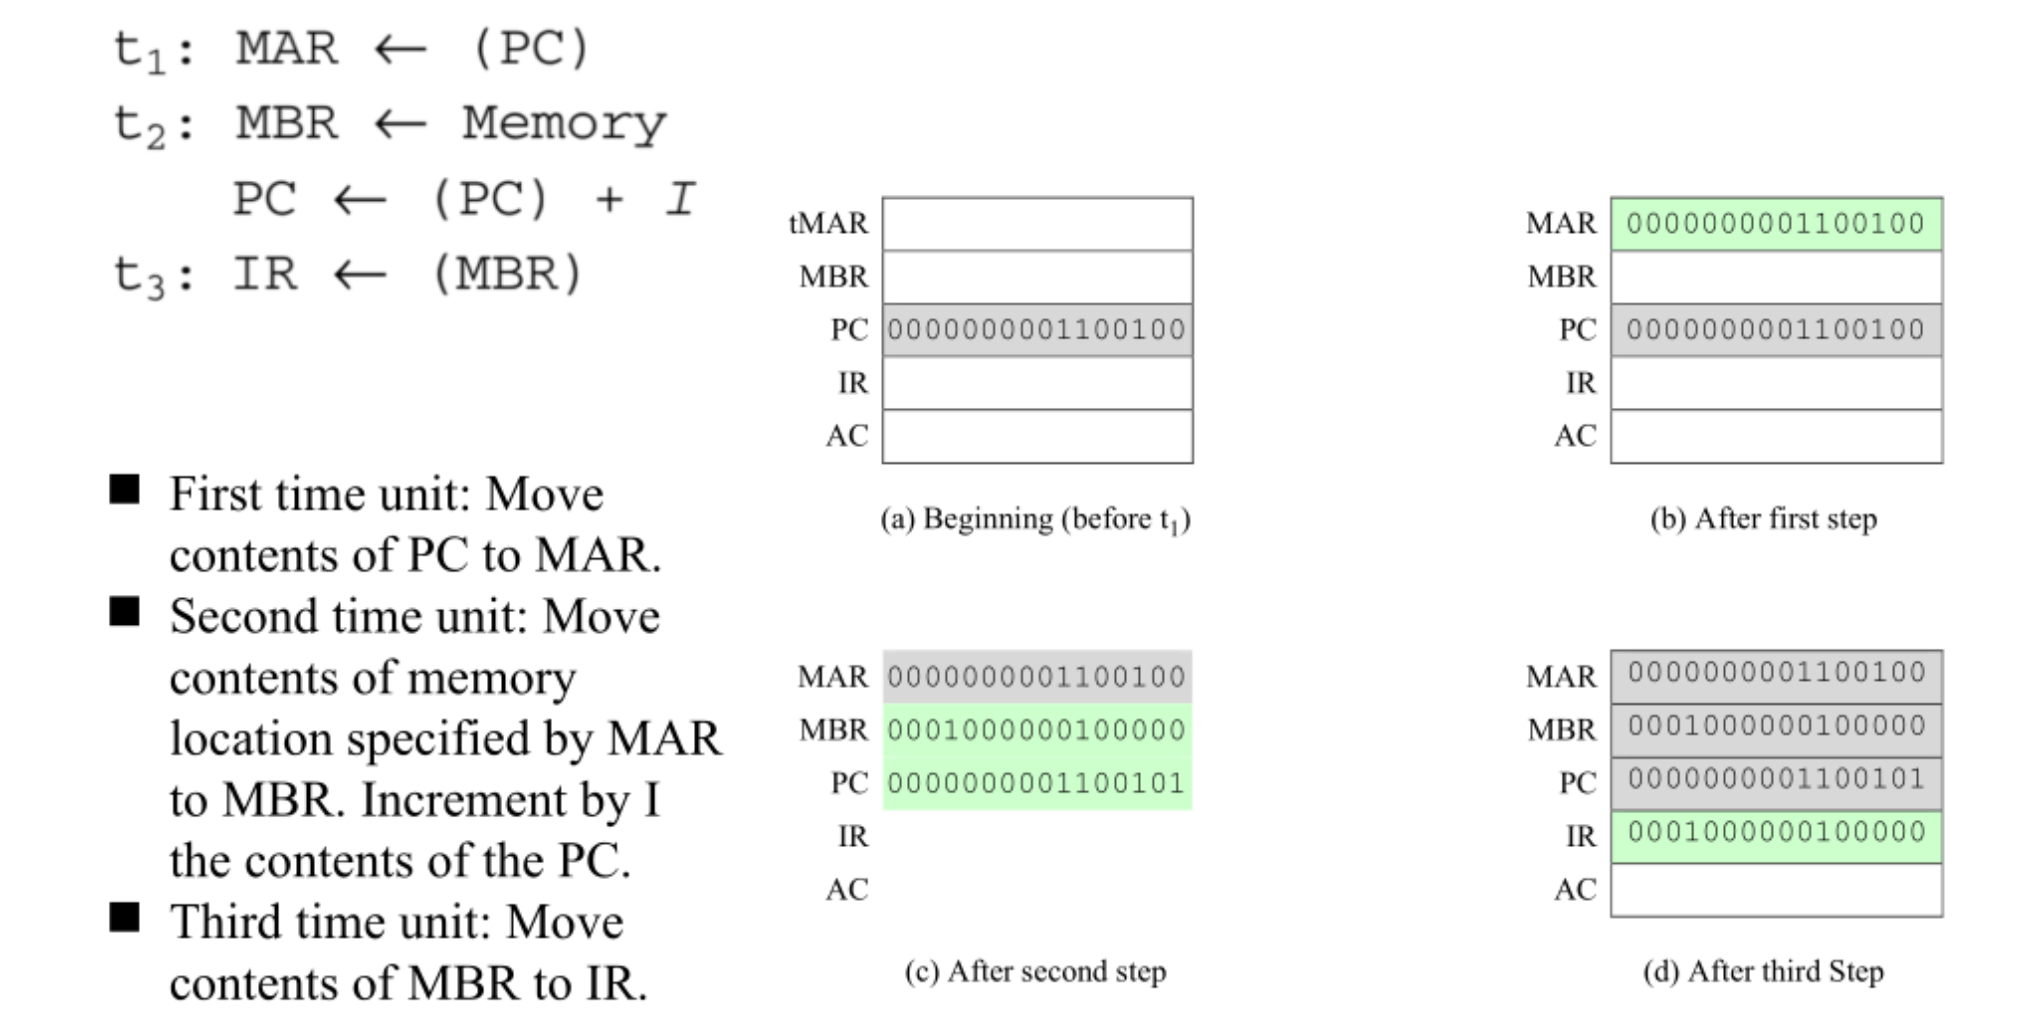 t₁: MAR ← (PC)
t₂: MBR ← Memory
PC ← (PC) + I
t₃: IR ← (MBR)
■ First time unit: Move
contents of PC to MAR.
■ Second time unit: Move
contents of memory
location specified by MAR
to MBR. Increment by I
the contents of the PC.
■ Third time unit: Move
contents of MBR to IR.
tMAR
MBR
PC 0000000001100100
IR
AC
(a) Beginning (before t₁)
MAR 0000000001100100
MBR
PC 0000000001100100
IR
AC
(b) After first step
MAR 0000000001100100
MBR 0001000000100000
PC 0000000001100101
IR
AC
(c) After second step
MAR 0000000001100100
MBR 0001000000100000
PC 0000000001100101
IR 0001000000100000
AC
(d) After third Step